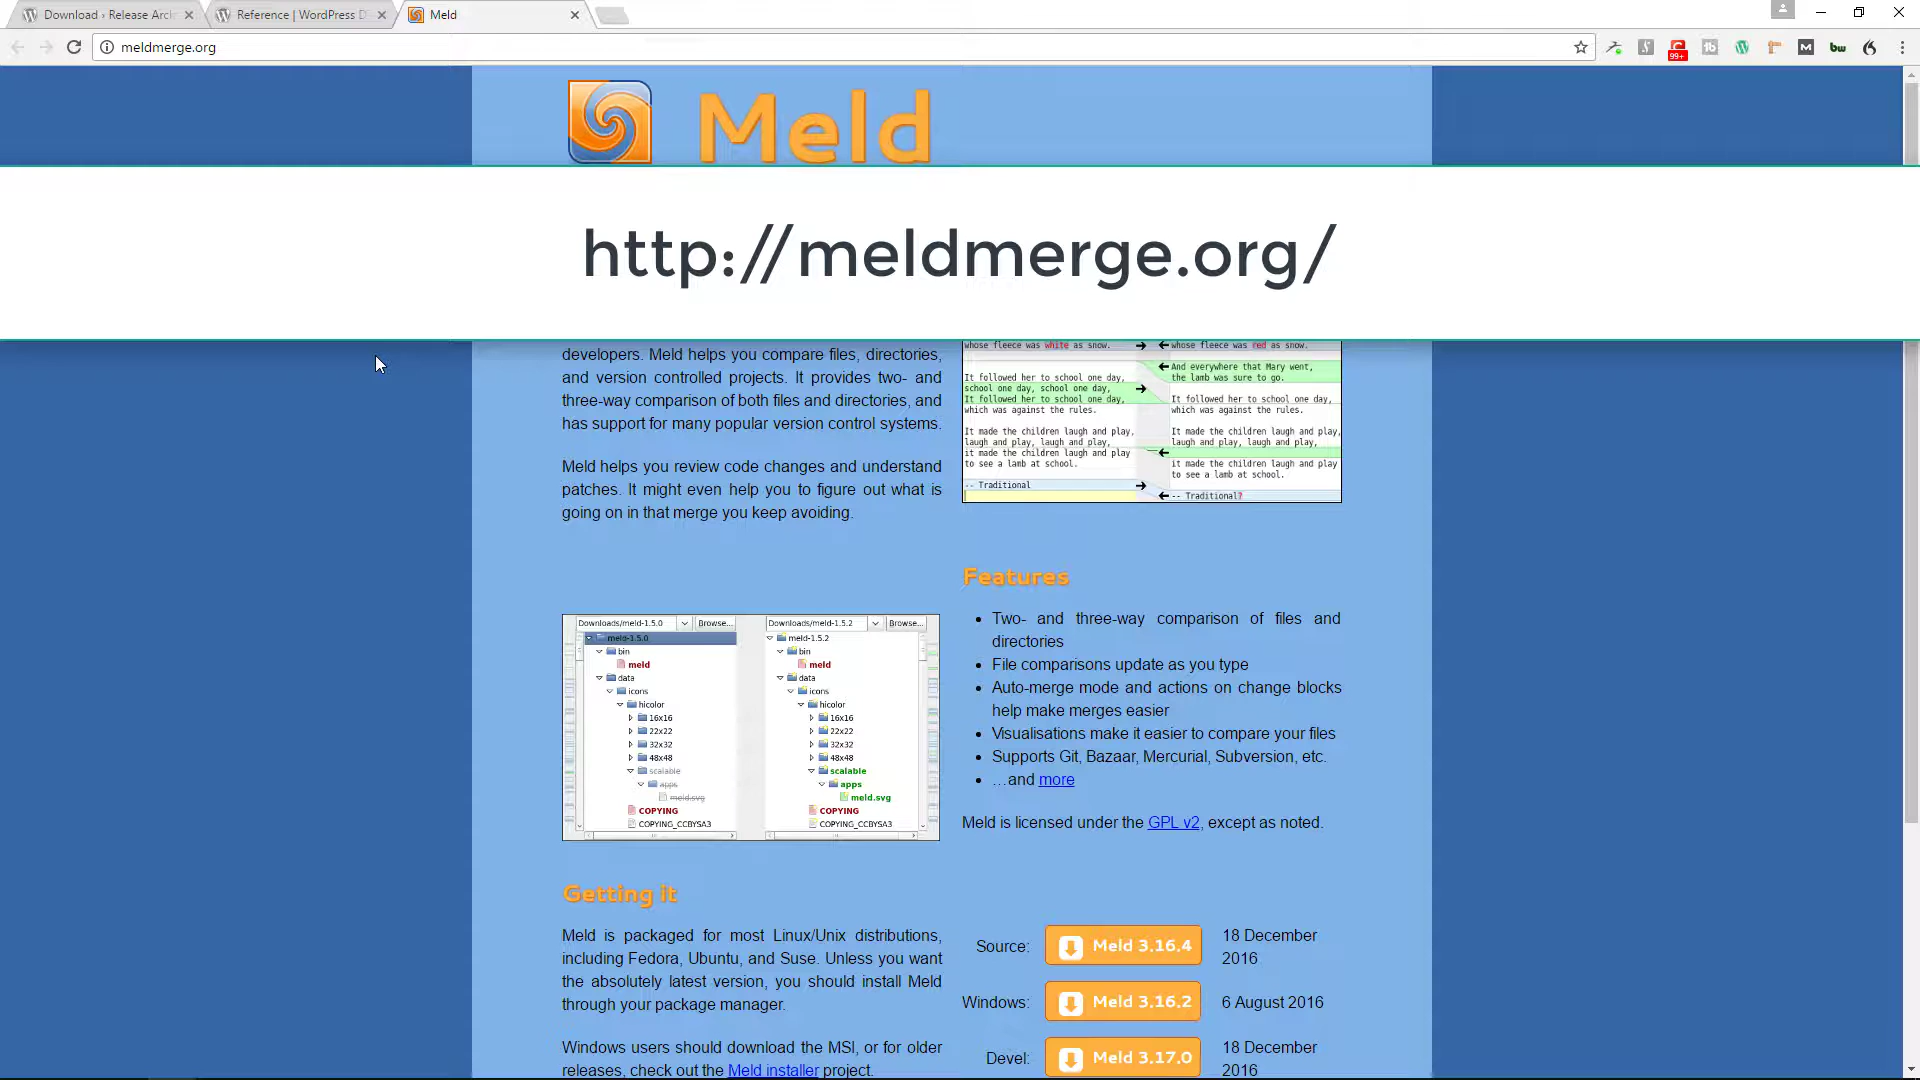 Download › Release Arch
Reference | WordPress D
Meld
meldmerge.org
99+
Meld
http://meldmerge.org/
developers. Meld helps you compare files, directories,
and version controlled projects. It provides two- and
three-way comparison of both files and directories, and
has support for many popular version control systems.
Meld helps you review code changes and understand
patches. It might even help you to figure out what is
going on in that merge you keep avoiding.
whose fleece was white as snow.
It followed her to school one day,
school one day, school one day,
It followed her to school one day,
which was against the rules.
It made the children laugh and play,
laugh and play, laugh and play,
it made the children laugh and play
to see a lamb at school.
-- Traditional
whose fleece was red as snow.
And everywhere that Mary went,
the lamb was sure to go.
It followed her to school one day,
which was against the rules.
It made the children laugh and play,
laugh and play, laugh and play,
it made the children laugh and play
to see a lamb at school.
-- Traditional?
Downloads/meld-1.5.0 Browse...
meld-1.5.0
bin
meld
data
icons
hicolor
16x16
22x22
32x32
48x48
scalable
apps
meld.svg
COPYING
COPYING_CCBYSA3
Downloads/meld-1.5.2 Browse...
meld-1.5.2
bin
meld
data
icons
hicolor
16x16
22x22
32x32
48x48
scalable
apps
meld.svg
COPYING
COPYING_CCBYSA3
Features
Two- and three-way comparison of files and
directories
File comparisons update as you type
Auto-merge mode and actions on change blocks
help make merges easier
Visualisations make it easier to compare your files
Supports Git, Bazaar, Mercurial, Subversion, etc.
…and more
Meld is licensed under the GPL v2, except as noted.
Getting it
Meld is packaged for most Linux/Unix distributions,
including Fedora, Ubuntu, and Suse. Unless you want
the absolutely latest version, you should install Meld
through your package manager.
Windows users should download the MSI, or for older
releases, check out the Meld installer project.
Source: Meld 3.16.4 18 December
2016
Windows: Meld 3.16.2 6 August 2016
Devel: Meld 3.17.0 18 December
2016